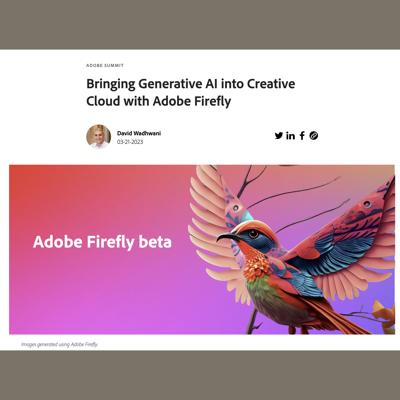 ADOBE SUMMIT
Bringing Generative AI into Creative
Cloud with Adobe Firefly
David Wadhwani
03-21-2023
Adobe Firefly beta
Images generated using Adobe Firefly.